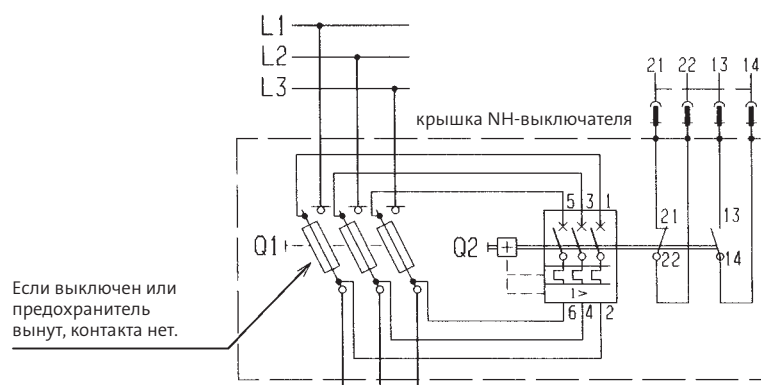 L1
L2
L3
21 22 13 14
крышка NH-выключателя
5 3 1
21 13
Q1
Q2
22 14
I>
6 4 2
Если выключен или
предохранитель
вынут, контакта нет.